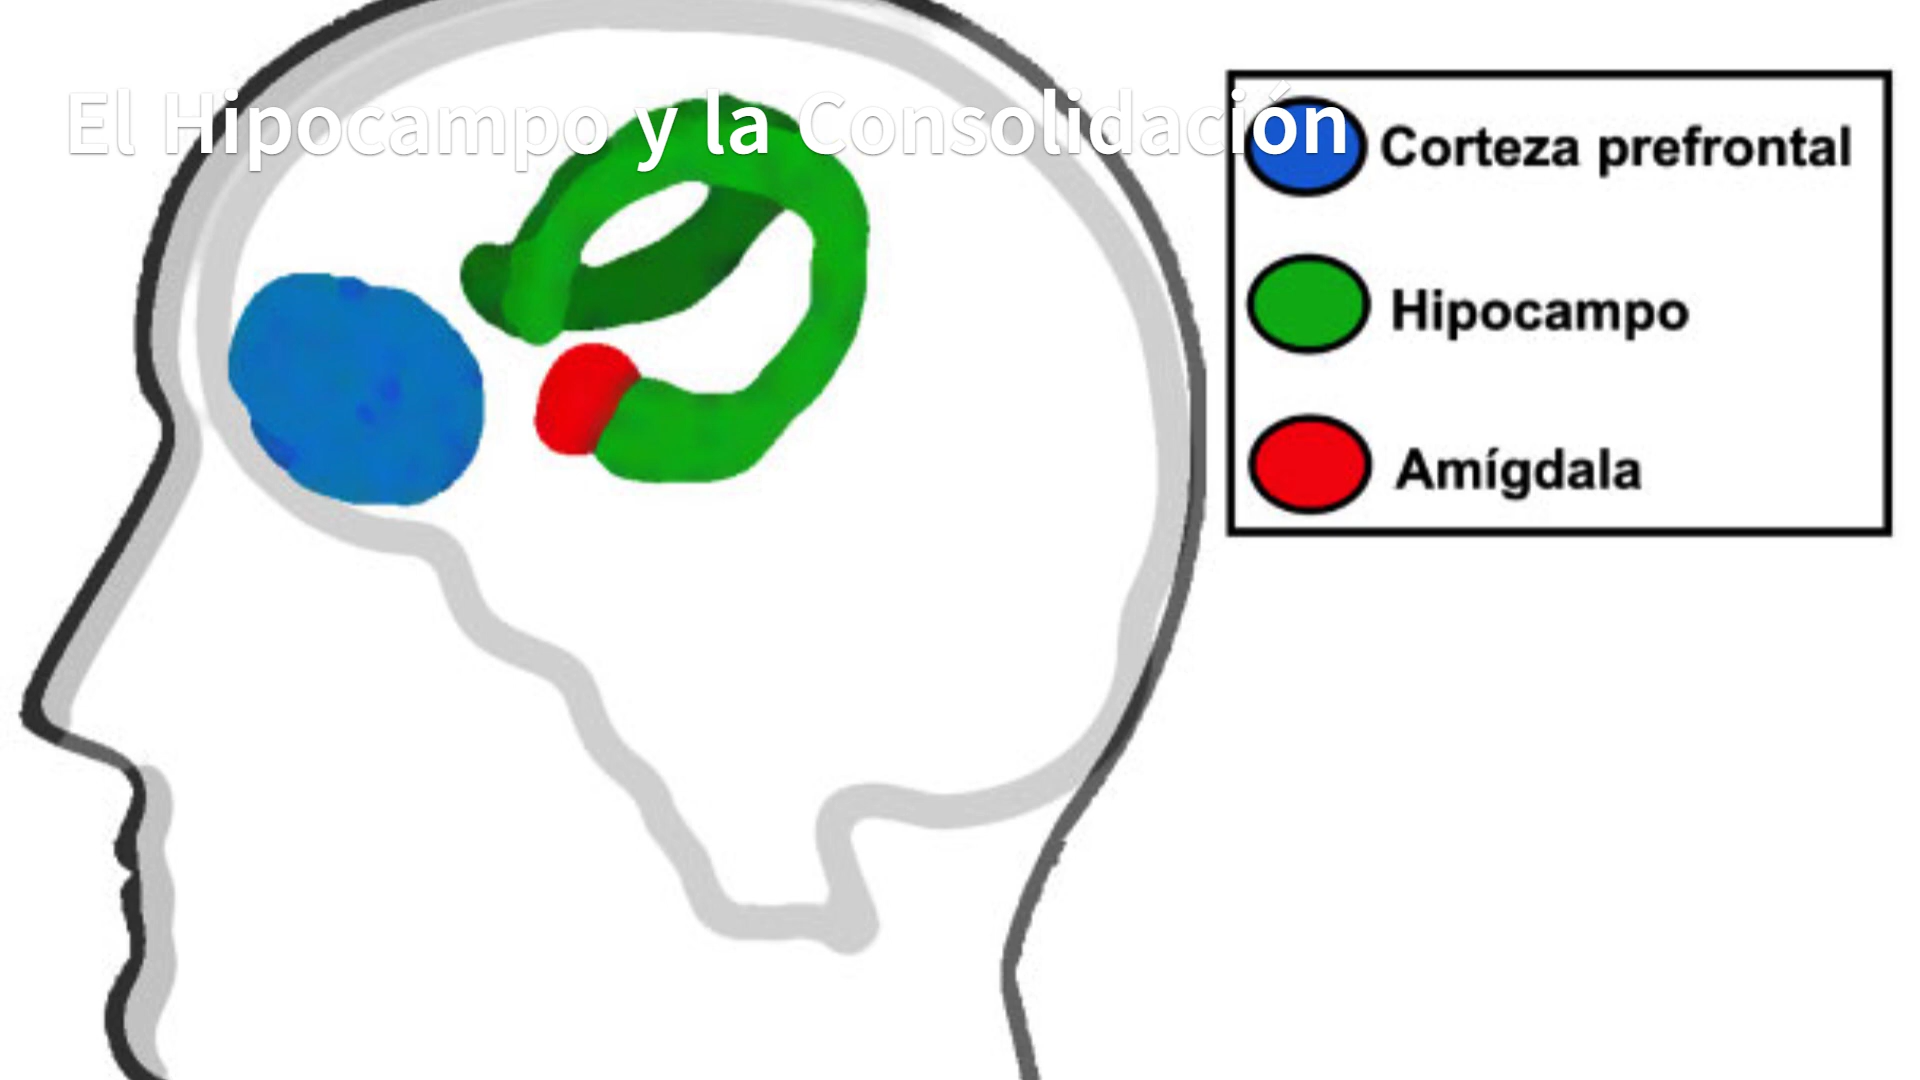 El Hipocampo y la Consolidación
Corteza prefrontal
Hipocampo
Amígdala